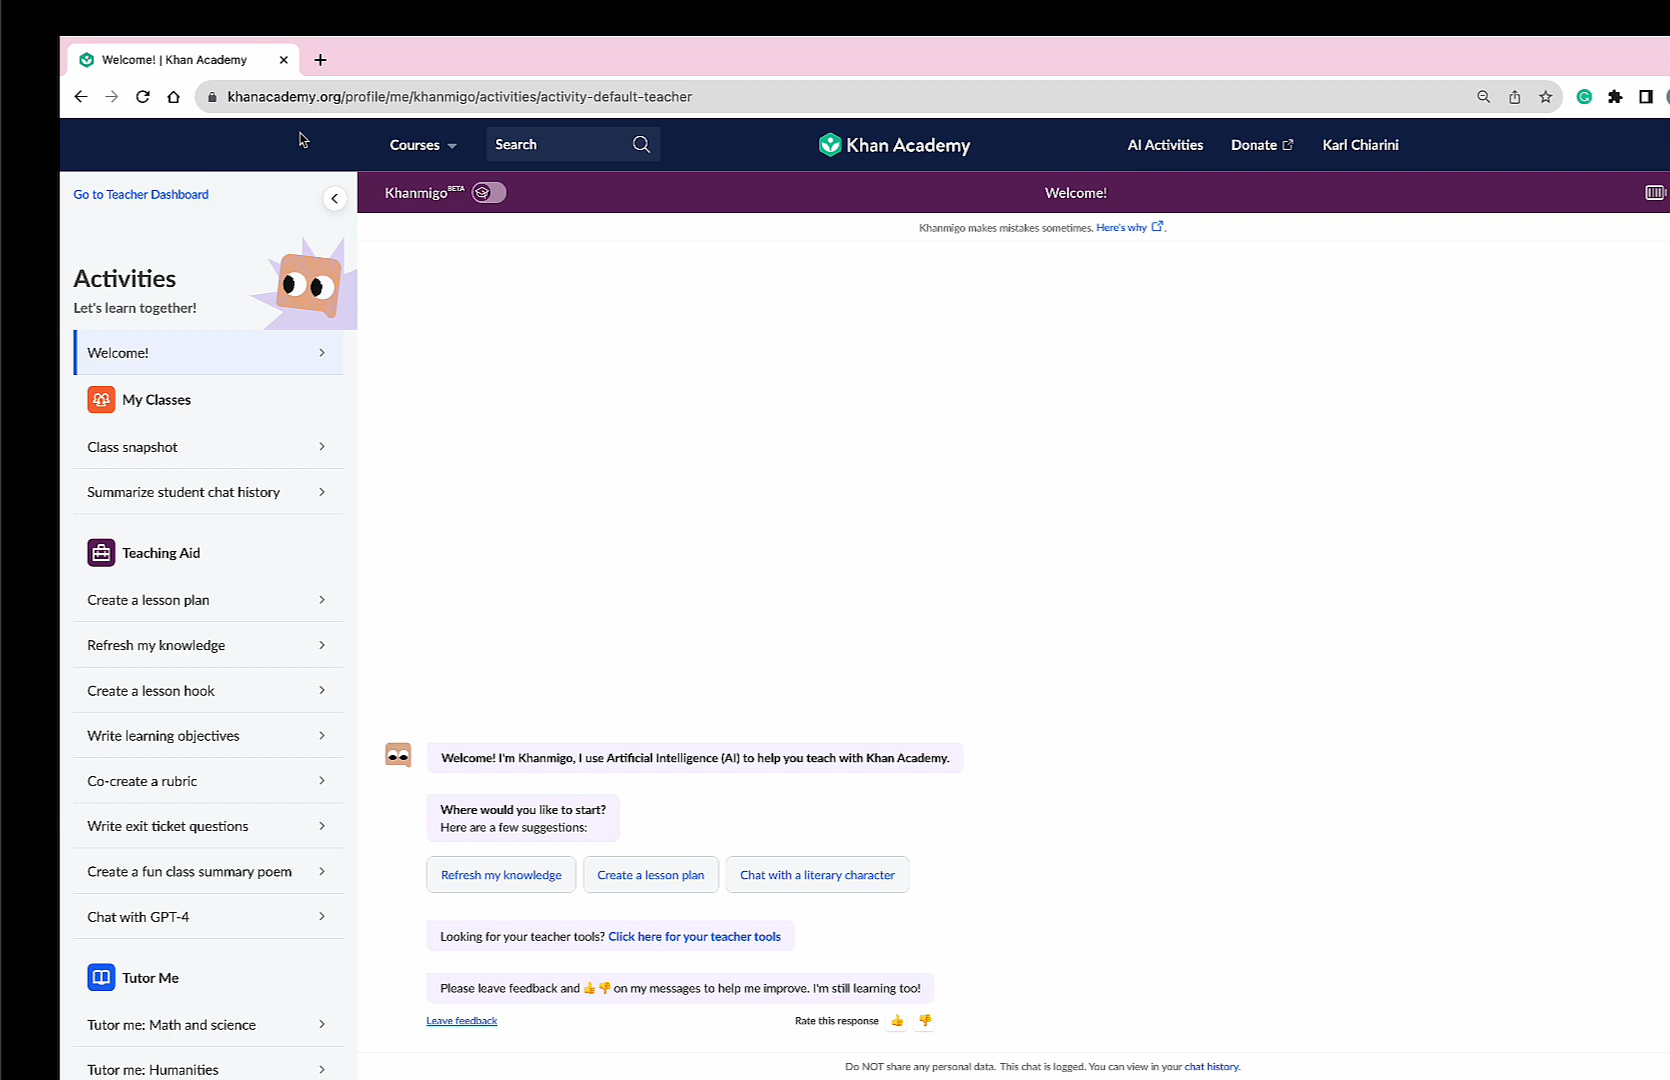 Welcome! | Khan Academy
khanacademy.org/profile/me/khanmigo/activities/activity-default-teacher
Courses
Search
Khan Academy
AI Activities
Donate
Karl Chiarini
Go to Teacher Dashboard
Khanmigo BETA
Welcome!
Khanmigo makes mistakes sometimes. Here's why.
Activities
Let's learn together!
Welcome!
My Classes
Class snapshot
Summarize student chat history
Teaching Aid
Create a lesson plan
Refresh my knowledge
Create a lesson hook
Write learning objectives
Co-create a rubric
Write exit ticket questions
Create a fun class summary poem
Chat with GPT-4
Tutor Me
Tutor me: Math and science
Tutor me: Humanities
Welcome! I'm Khanmigo, I use Artificial Intelligence (AI) to help you teach with Khan Academy.
Where would you like to start?
Here are a few suggestions:
Refresh my knowledge
Create a lesson plan
Chat with a literary character
Looking for your teacher tools? Click here for your teacher tools
Please leave feedback and 👍👎 on my messages to help me improve. I'm still learning too!
Leave feedback
Rate this response 👍 👎
Do NOT share any personal data. This chat is logged. You can view in your chat history.